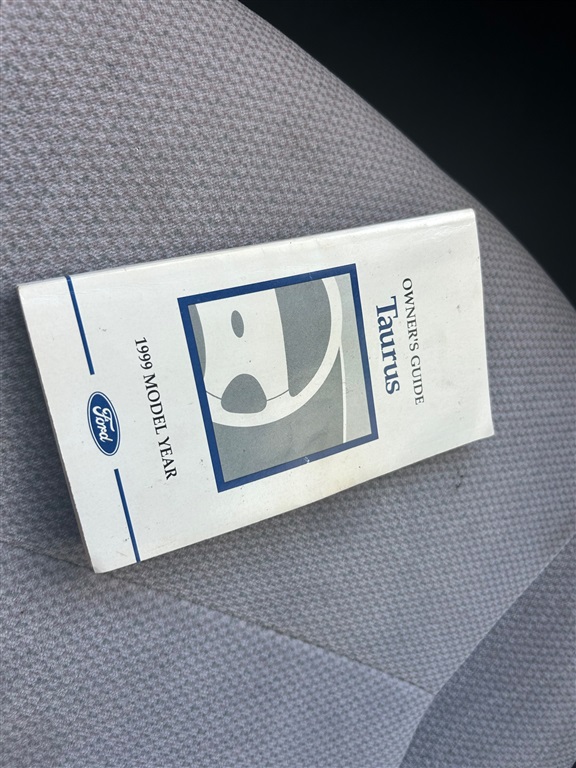 OWNER'S GUIDE
Taurus
1999 MODEL YEAR
Ford